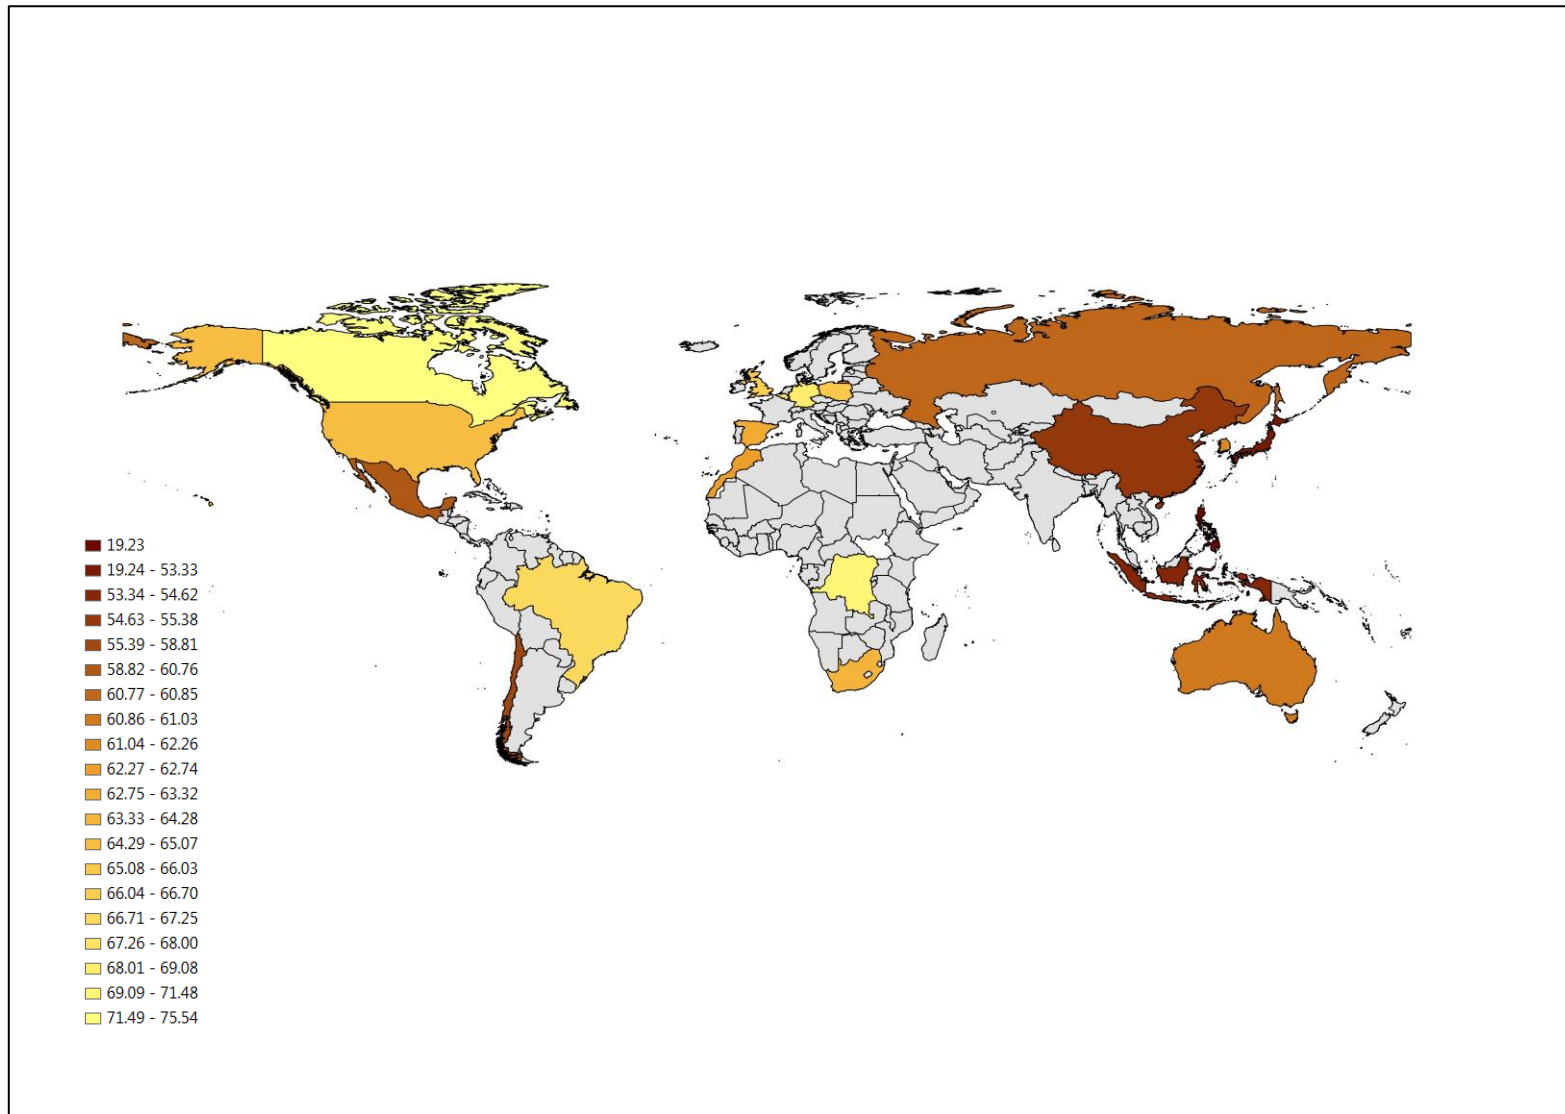 19.23
19.24 - 53.33
53.34 - 54.62
54.63 - 55.38
55.39 - 58.81
58.82 - 60.76
60.77 - 60.85
60.86 - 61.03
61.04 - 62.26
62.27 - 62.74
62.75 - 63.32
63.33 - 64.28
64.29 - 65.07
65.08 - 66.03
66.04 - 66.70
66.71 - 67.25
67.26 - 68.00
68.01 - 69.08
69.09 - 71.48
71.49 - 75.54